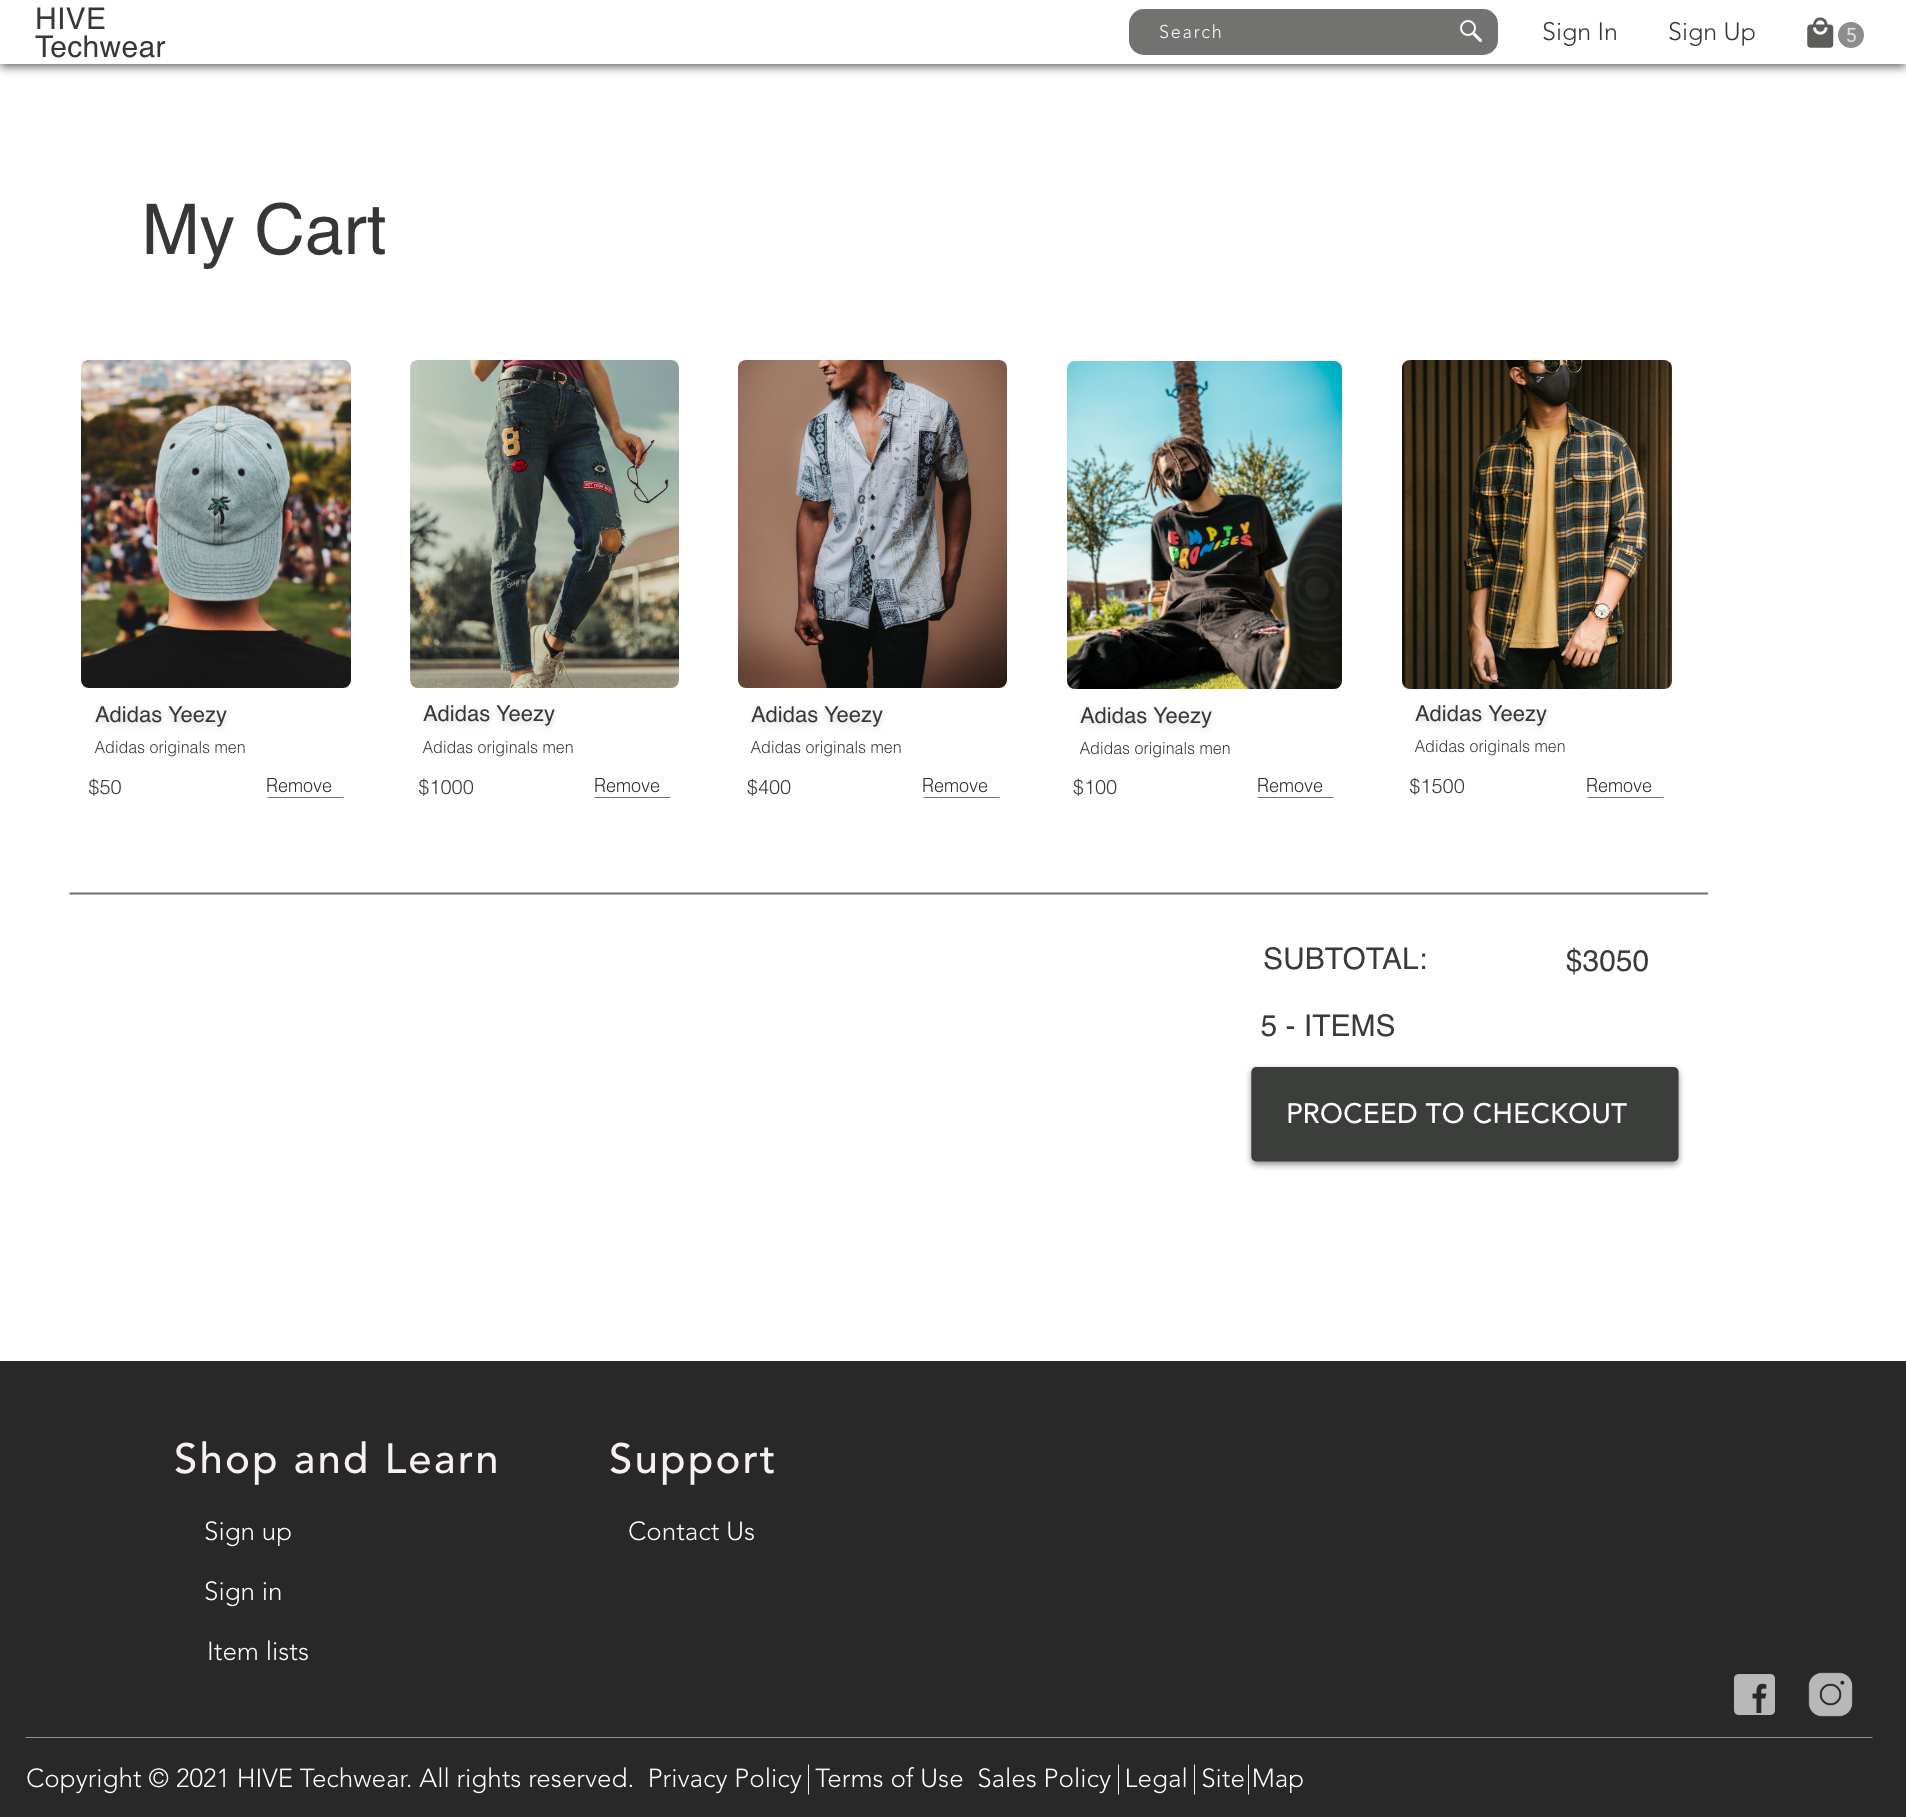 HIVE
Techwear
Search
Sign In
Sign Up
5
My Cart
8
EMPTY
PROMISES
Adidas Yeezy
Adidas Yeezy
Adidas Yeezy
Adidas Yeezy
Adidas Yeezy
Adidas originals men
Adidas originals men
Adidas originals men
Adidas originals men
Adidas originals men
$50 Remove
$1000 Remove
$400 Remove
$100 Remove
$1500 Remove
SUBTOTAL: $3050
5 - ITEMS
PROCEED TO CHECKOUT
Shop and Learn
Support
Sign up
Contact Us
Sign in
Item lists
Copyright © 2021 HIVE Techwear. All rights reserved. Privacy Policy|Terms of Use Sales Policy|Legal|Site|Map